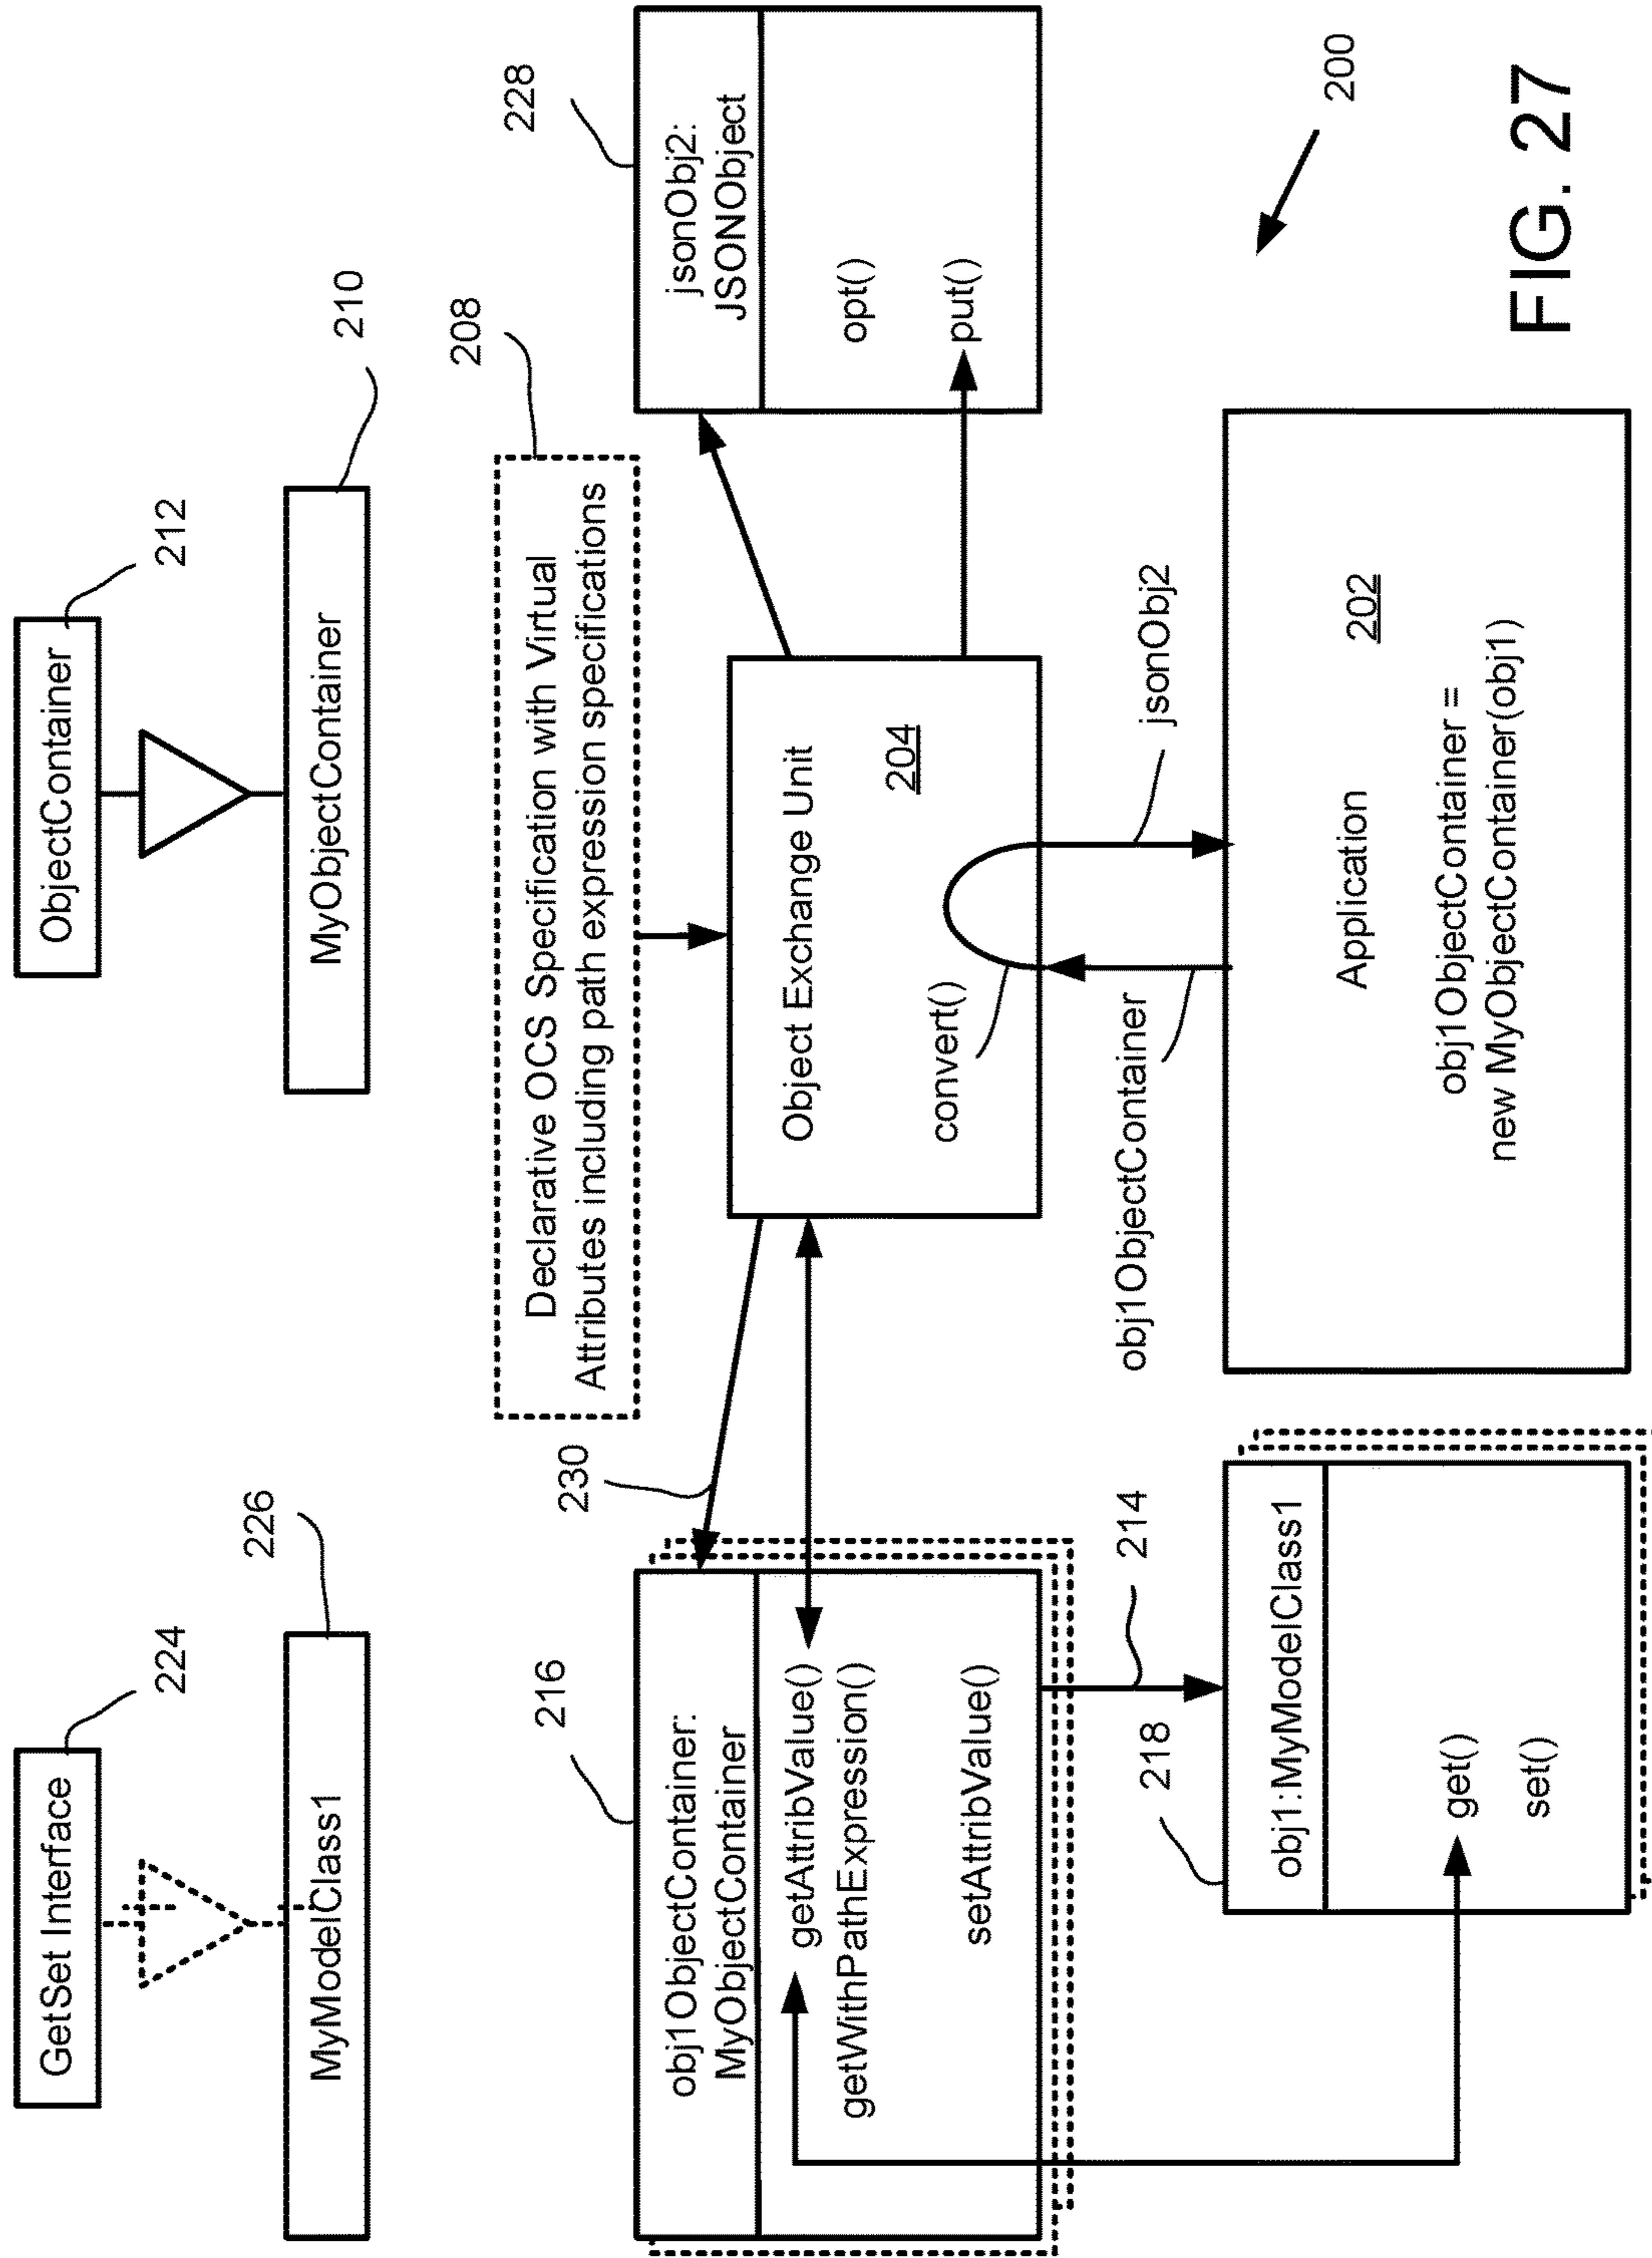 GetSet Interface
224
ObjectContainer
212
MyModelClass1
226
MyObjectContainer
210
208
Declarative OCS Specification with Virtual
Attributes including path expression specifications
230
216
obj1ObjectContainer:
MyObjectContainer
getAttribValue()
getWithPathExpression()
setAttribValue()
Object Exchange Unit
204
convert()
228
jsonObj2:
JSONObject
opt()
put()
214
218
obj1ObjectContainer
jsonObj2
obj1:MyModelClass1
get()
set()
Application
202
obj1ObjectContainer =
new MyObjectContainer(obj1)
200
FIG. 27